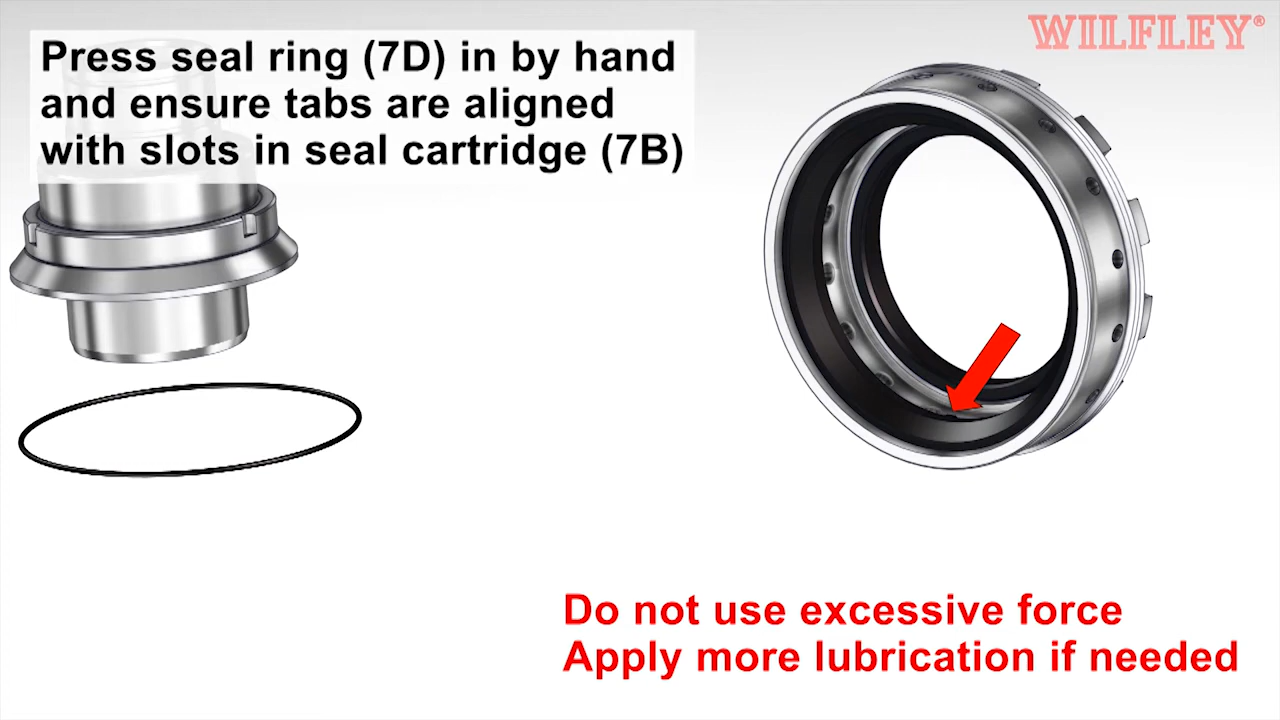 WILFLEY®
Press seal ring (7D) in by hand
and ensure tabs are aligned
with slots in seal cartridge (7B)
Do not use excessive force
Apply more lubrication if needed